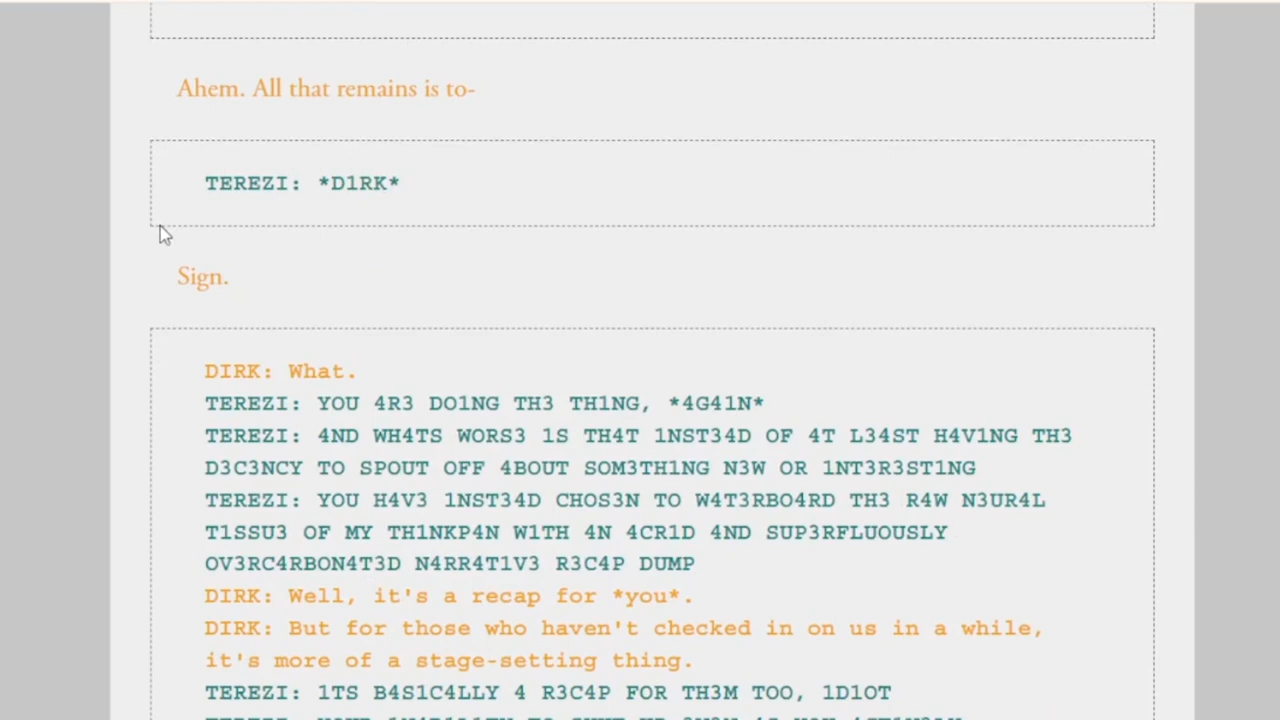 Ahem. All that remains is to-
TEREZI: *D1RK*
Sign.
DIRK: What.
TEREZI: YOU 4R3 DO1NG TH3 TH1NG, *4G41N*
TEREZI: 4ND WH4TS WORS3 1S TH4T 1NST34D OF 4T L34ST H4V1NG TH3
D3C3NCY TO SPOUT OFF 4BOUT SOM3TH1NG N3W OR 1NT3R3ST1NG
TEREZI: YOU H4V3 1NST34D CHOS3N TO W4T3RBO4RD TH3 R4W N3UR4L
T1SSU3 OF MY TH1NKP4N W1TH 4N 4CR1D 4ND SUP3RFLUOUSLY
OV3RC4RBON4T3D N4RR4T1V3 R3C4P DUMP
DIRK: Well, it's a recap for *you*.
DIRK: But for those who haven't checked in on us in a while,
it's more of a stage-setting thing.
TEREZI: 1TS B4S1C4LLY 4 R3C4P FOR TH3M TOO, 1D1OT